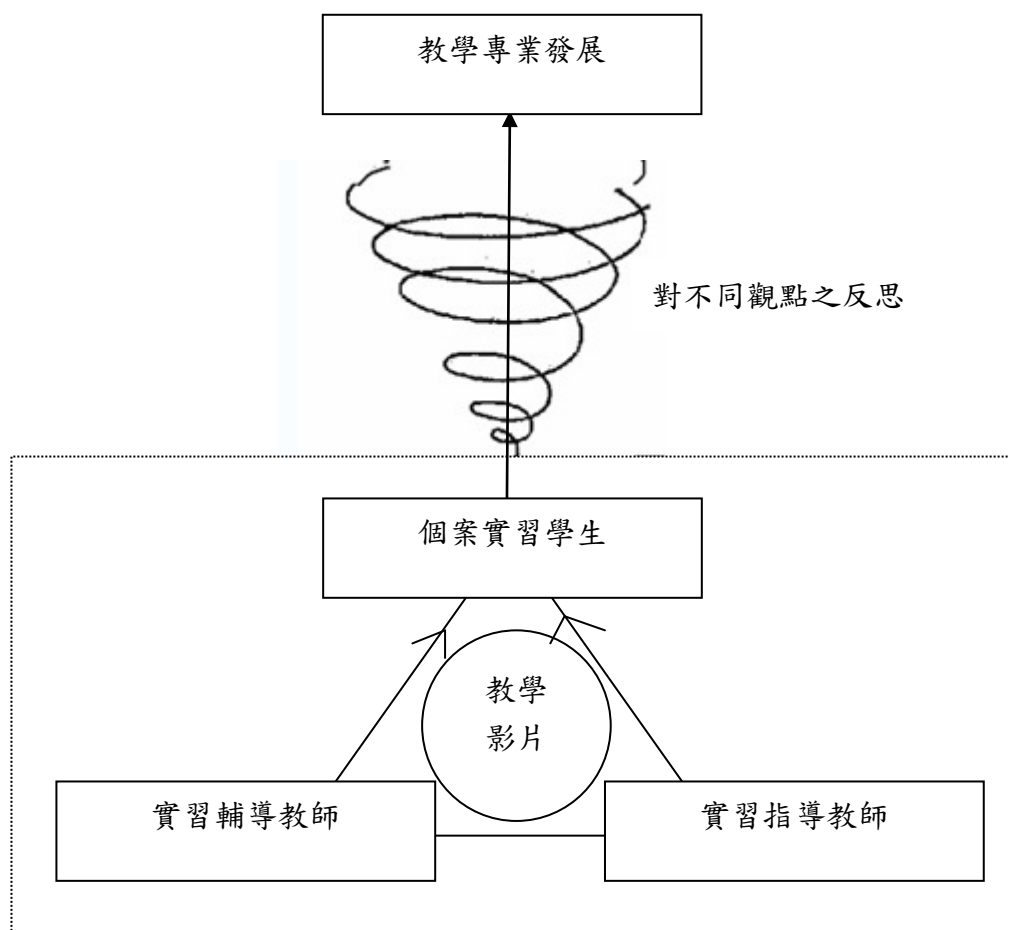 教學專業發展
對不同觀點之反思
個案實習學生
教學
影片
實習輔導教師
實習指導教師